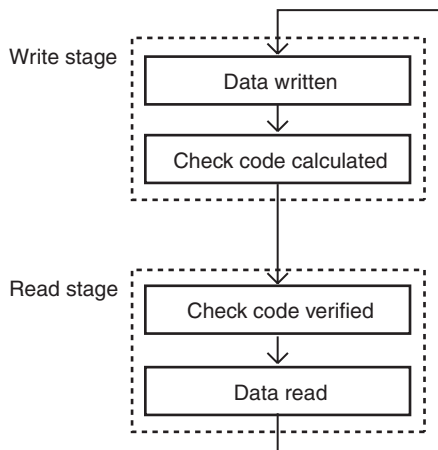 Write stage
Data written
Check code calculated
Read stage
Check code verified
Data read